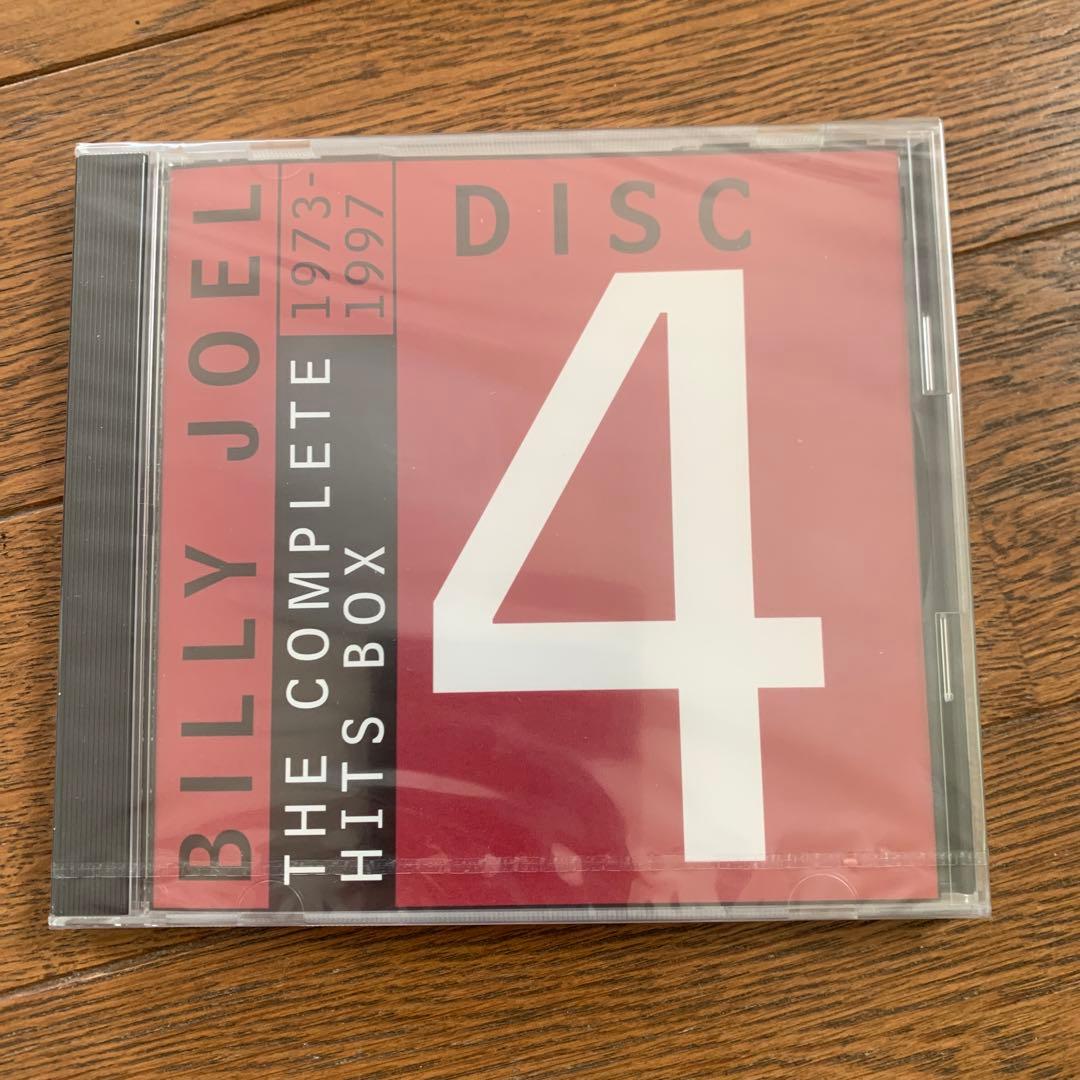 BILLY JOEL
THE COMPLETE
HITS BOX
1973-
1997
DISC
4